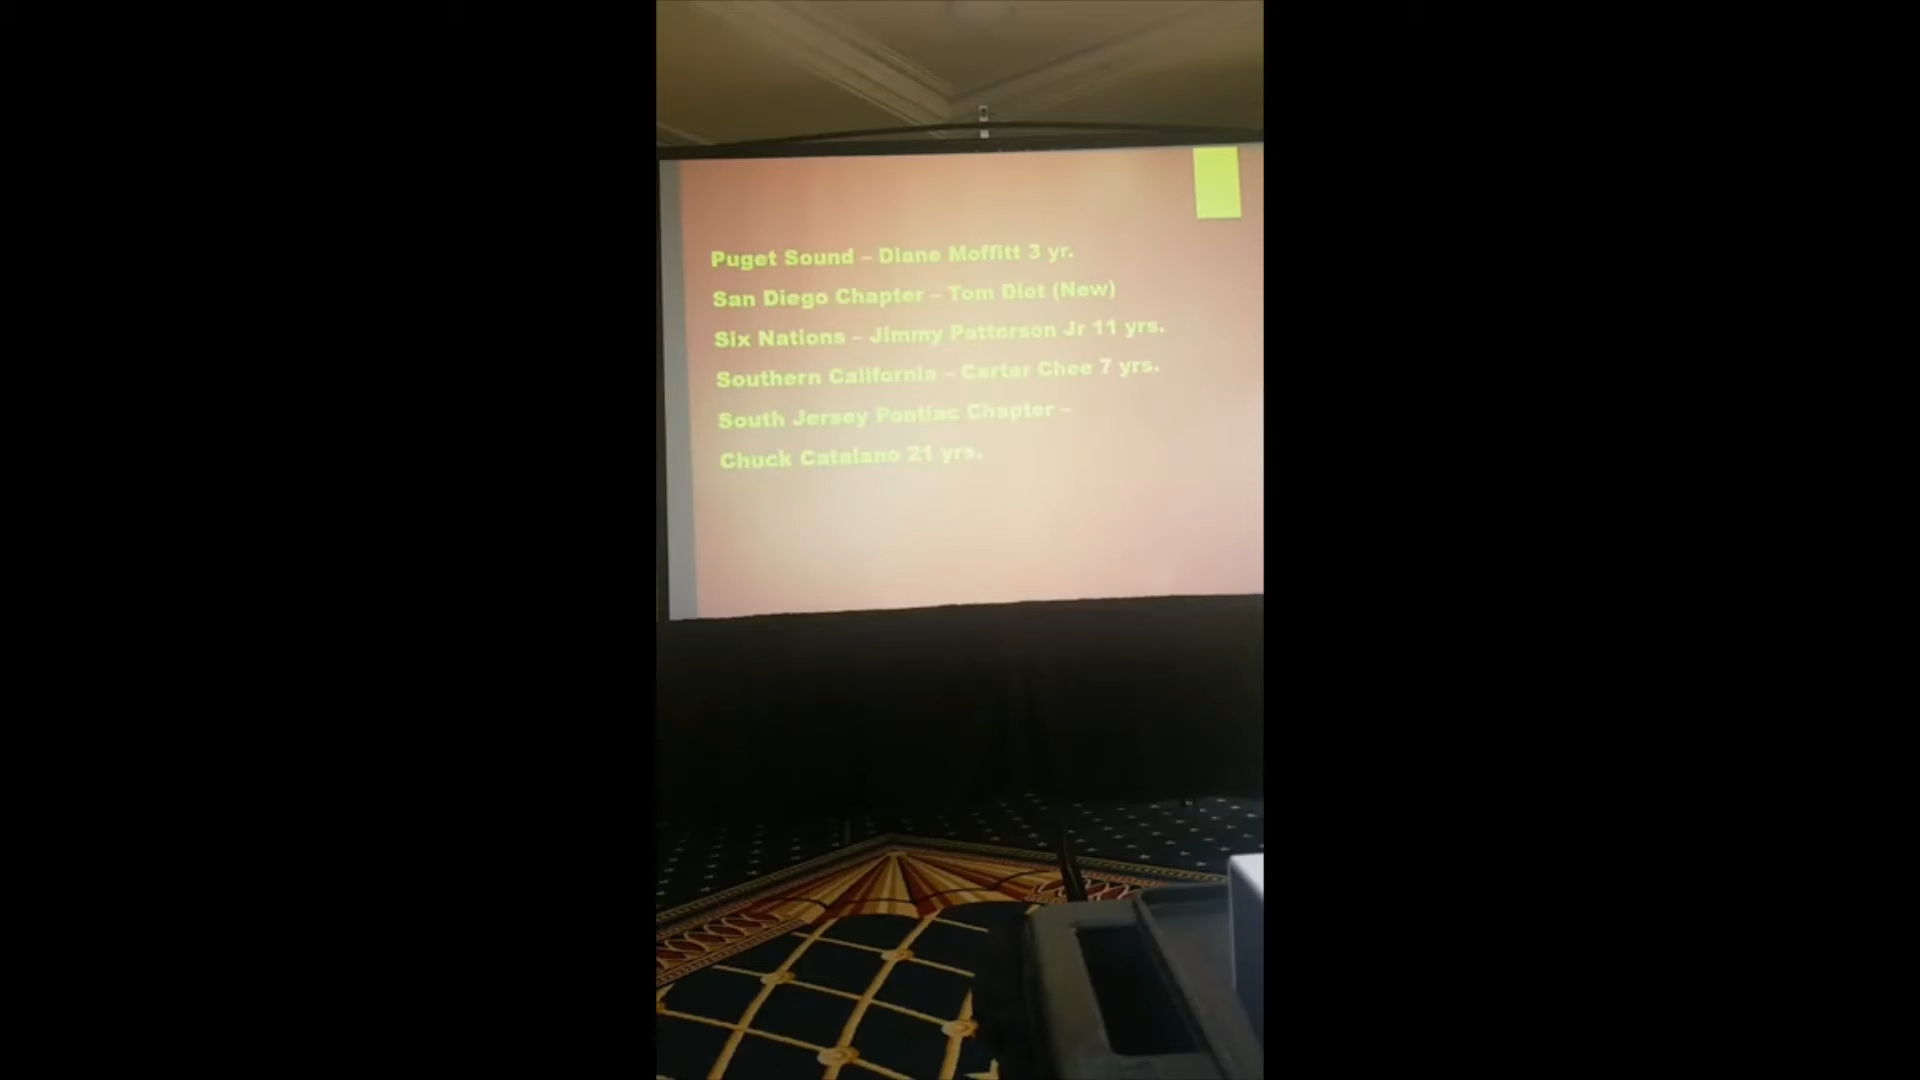 Puget Sound – Diane Moffitt 3 yr.
San Diego Chapter – Tom Diot (New)
Six Nations – Jimmy Patterson Jr 11 yrs.
Southern California – Carter Chee 7 yrs.
South Jersey Pontiac Chapter –
Chuck Catalano 21 yrs.